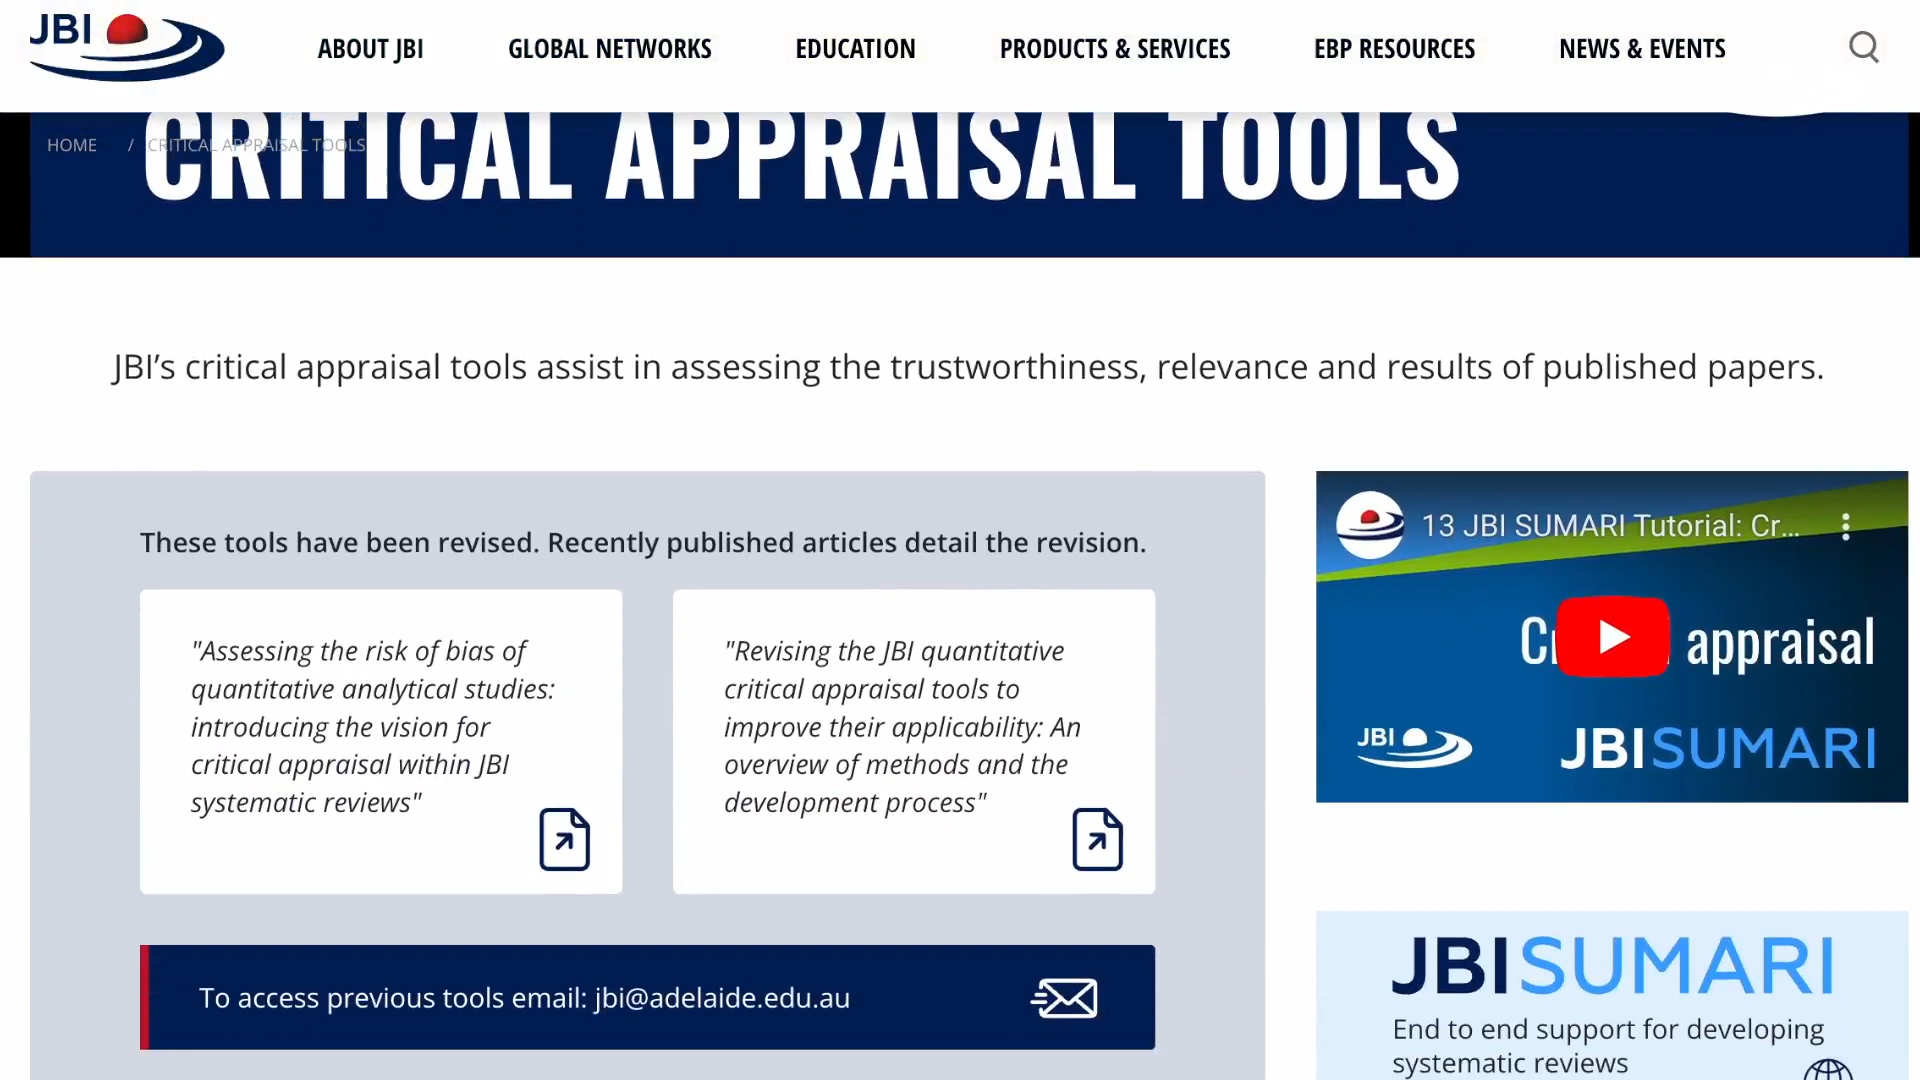 JBI
ABOUT JBI
GLOBAL NETWORKS
EDUCATION
PRODUCTS & SERVICES
EBP RESOURCES
NEWS & EVENTS
HOME / CRITICAL APPRAISAL TOOLS
CRITICAL APPRAISAL TOOLS
JBI’s critical appraisal tools assist in assessing the trustworthiness, relevance and results of published papers.
These tools have been revised. Recently published articles detail the revision.
"Assessing the risk of bias of
quantitative analytical studies:
introducing the vision for
critical appraisal within JBI
systematic reviews"
"Revising the JBI quantitative
critical appraisal tools to
improve their applicability: An
overview of methods and the
development process"
To access previous tools email: jbi@adelaide.edu.au
13 JBI SUMARI Tutorial: Cr...
appraisal
JBI
JBISUMARI
JBISUMARI
End to end support for developing
systematic reviews